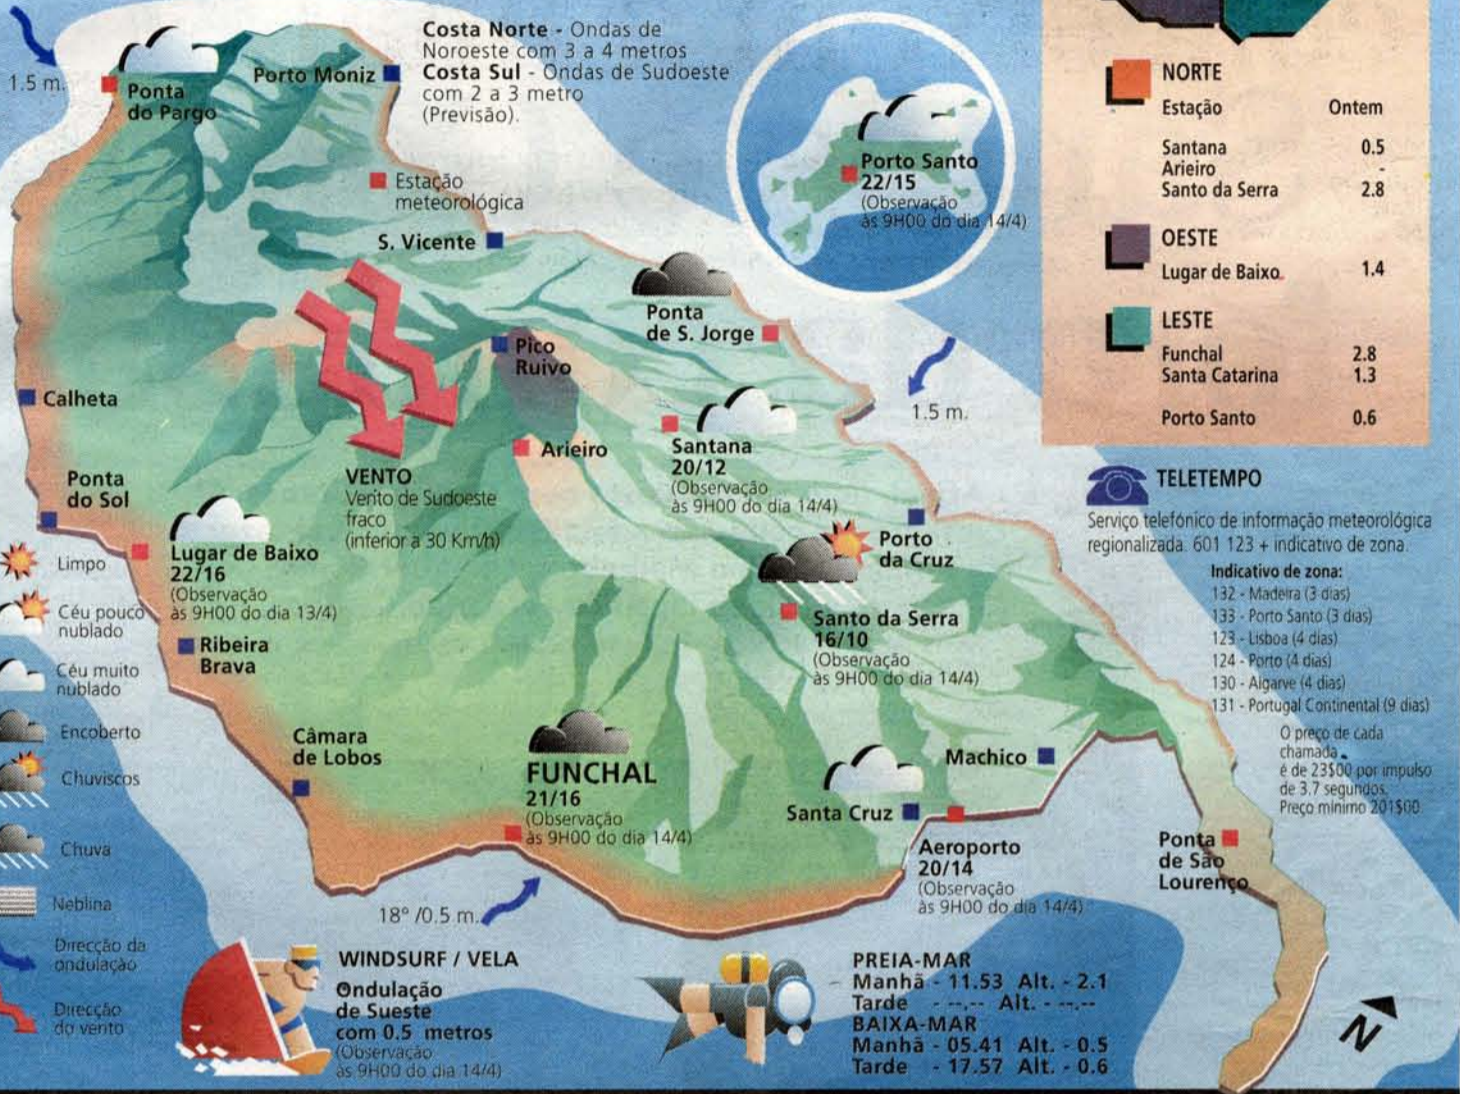 Costa Norte - Ondas de
Noroeste com 3 a 4 metros
Costa Sul - Ondas de Sudoeste
com 2 a 3 metro
(Previsão).
1.5 m.
Ponta
do Pargo
Porto Moniz
Estação
meteorológica
S. Vicente
Porto Santo
22/15
(Observação
às 9H00 do dia 14/4)
Ponta
de S. Jorge
Pico
Ruivo
1.5 m.
Calheta
Santana
20/12
(Observação
às 9H00 do dia 14/4)
Arieiro
Ponta
do Sol
VENTO
Vento de Sudoeste
fraco
(inferior a 30 Km/h)
Lugar de Baixo
22/16
(Observação
às 9H00 do dia 13/4)
Porto
da Cruz
Santo da Serra
16/10
(Observação
às 9H00 do dia 14/4)
Ribeira
Brava
Câmara
de Lobos
FUNCHAL
21/16
(Observação
às 9H00 do dia 14/4)
Machico
Santa Cruz
Aeroporto
20/14
(Observação
às 9H00 do dia 14/4)
Ponta
de São
Lourenço
18° /0.5 m.
Limpo
Céu pouco
nublado
Céu muito
nublado
Encoberto
Chuviscos
Chuva
Neblina
Direcção da
ondulação
Direcção
do vento
WINDSURF / VELA
Ondulação
de Sueste
com 0.5 metros
(Observação
às 9H00 do dia 14/4)
PREIA-MAR
Manhã - 11.53 Alt. - 2.1
Tarde - --.-- Alt. - --.--
BAIXA-MAR
Manhã - 05.41 Alt. - 0.5
Tarde - 17.57 Alt. - 0.6
N
NORTE
Estação Ontem
Santana 0.5
Arieiro -
Santo da Serra 2.8
OESTE
Lugar de Baixo 1.4
LESTE
Funchal 2.8
Santa Catarina 1.3
Porto Santo 0.6
TELETEMPO
Serviço telefónico de informação meteorológica
regionalizada. 601 123 + indicativo de zona.
Indicativo de zona:
132 - Madeira (3 dias)
133 - Porto Santo (3 dias)
123 - Lisboa (4 dias)
124 - Porto (4 dias)
130 - Algarve (4 dias)
131 - Portugal Continental (9 dias)
O preço de cada
chamada
é de 23$00 por impulso
de 3.7 segundos.
Preço mínimo 201$00